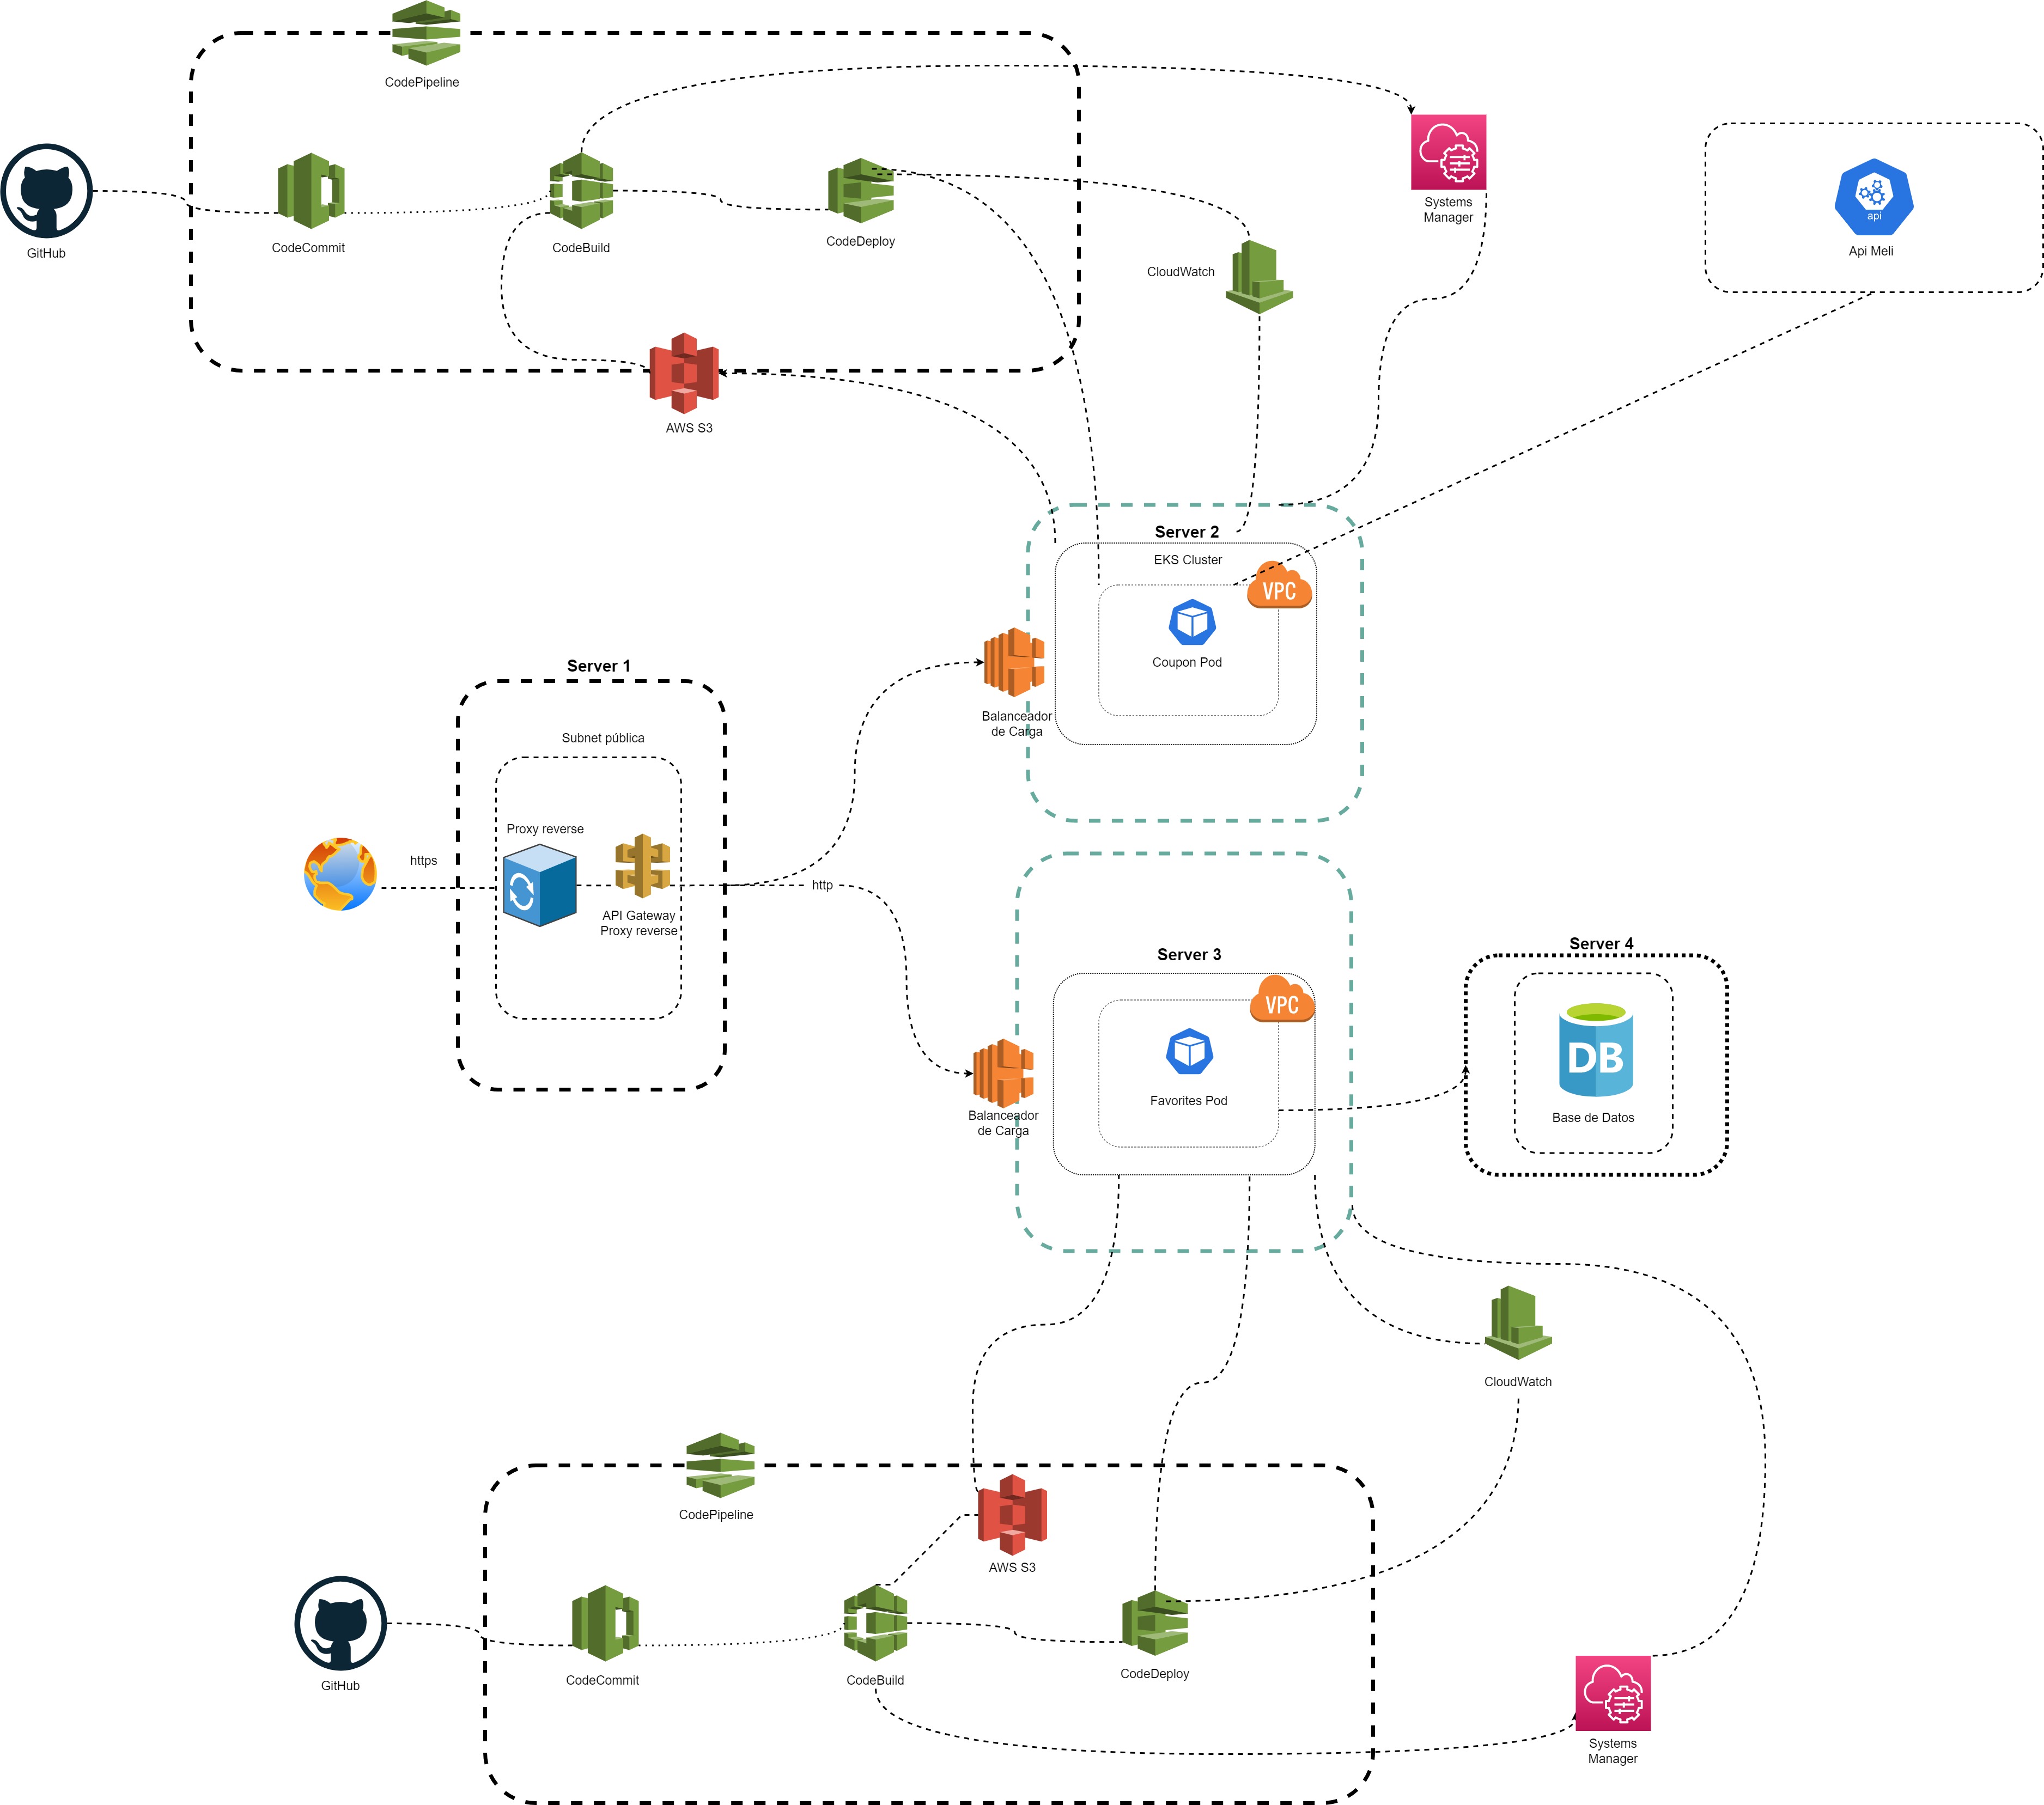 CodePipeline
GitHub
CodeCommit
CodeBuild
CodeDeploy
CloudWatch
Systems
Manager
api
Api Meli
AWS S3
Server 2
EKS Cluster
VPC
Coupon Pod
Balanceador
de Carga
Server 1
Subnet pública
Proxy reverse
https
API Gateway
Proxy reverse
http
Server 3
VPC
Favorites Pod
Balanceador
de Carga
Server 4
DB
Base de Datos
CloudWatch
CodePipeline
AWS S3
GitHub
CodeCommit
CodeBuild
CodeDeploy
Systems
Manager